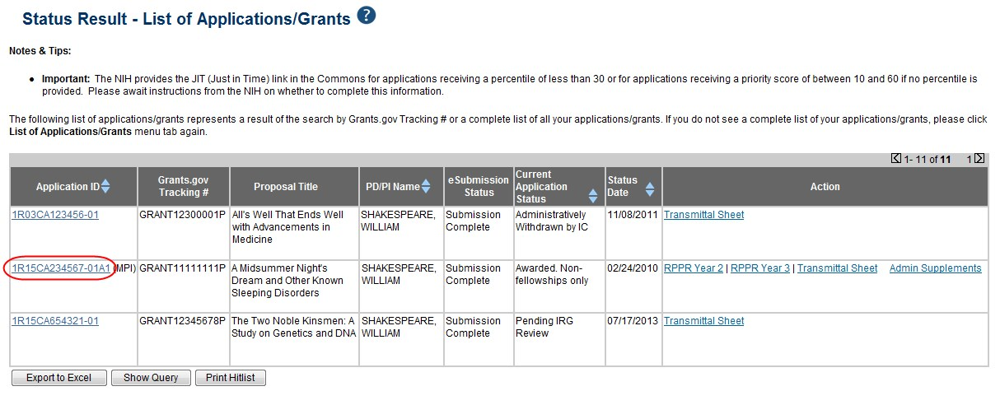 Status Result - List of Applications/Grants ?
Notes & Tips:
• Important: The NIH provides the JIT (Just in Time) link in the Commons for applications receiving a percentile of less than 30 or for applications receiving a priority score of between 10 and 60 if no percentile is
provided. Please await instructions from the NIH on whether to complete this information.
The following list of applications/grants represents a result of the search by Grants.gov Tracking # or a complete list of all your applications/grants. If you do not see a complete list of your applications/grants, please click
List of Applications/Grants menu tab again.
1- 11 of 11 1
Application ID
Grants.gov
Tracking #
Proposal Title
PD/PI Name
eSubmission
Status
Current
Application
Status
Status
Date
Action
1R03CA123456-01
GRANT12300001P
All's Well That Ends Well
with Advancements in
Medicine
SHAKESPEARE,
WILLIAM
Submission
Complete
Administratively
Withdrawn by IC
11/08/2011
Transmittal Sheet
1R15CA234567-01A1 (MPI)
GRANT11111111P
A Midsummer Night's
Dream and Other Known
Sleeping Disorders
SHAKESPEARE,
WILLIAM
Submission
Complete
Awarded. Non-
fellowships only
02/24/2010
RPPR Year 2 | RPPR Year 3 | Transmittal Sheet Admin Supplements
1R15CA654321-01
GRANT12345678P
The Two Noble Kinsmen: A
Study on Genetics and DNA
SHAKESPEARE,
WILLIAM
Submission
Complete
Pending IRG
Review
07/17/2013
Transmittal Sheet
Export to Excel
Show Query
Print Hitlist